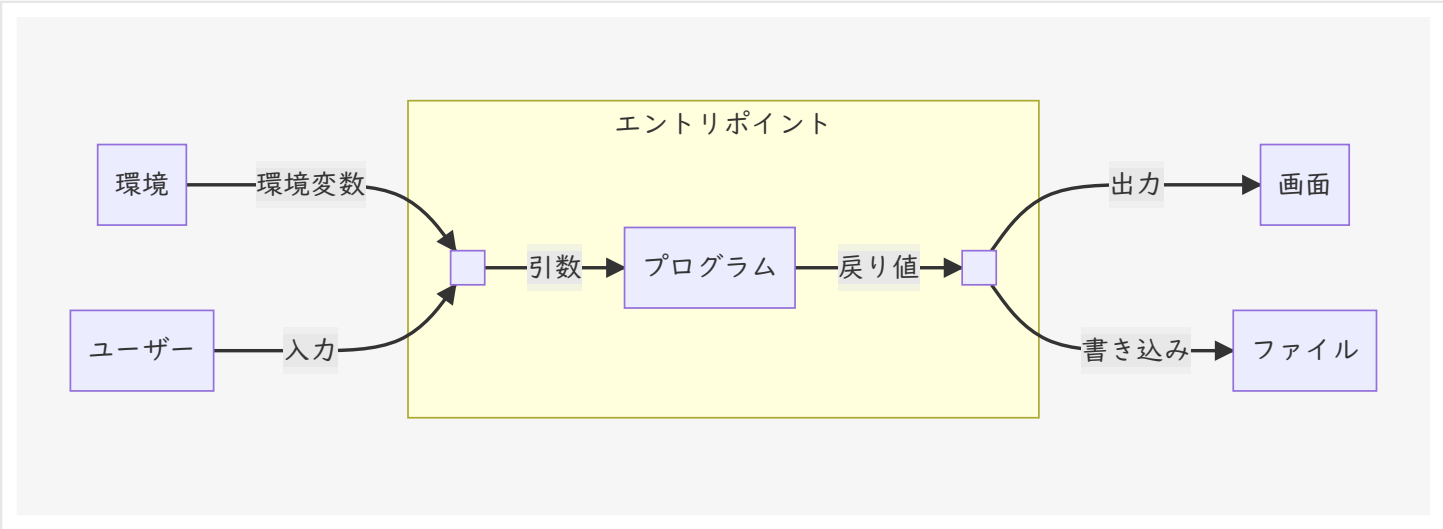 エントリポイント
環境
環境変数
出力
画面
引数
プログラム
戻り値
ユーザー
入力
書き込み
ファイル